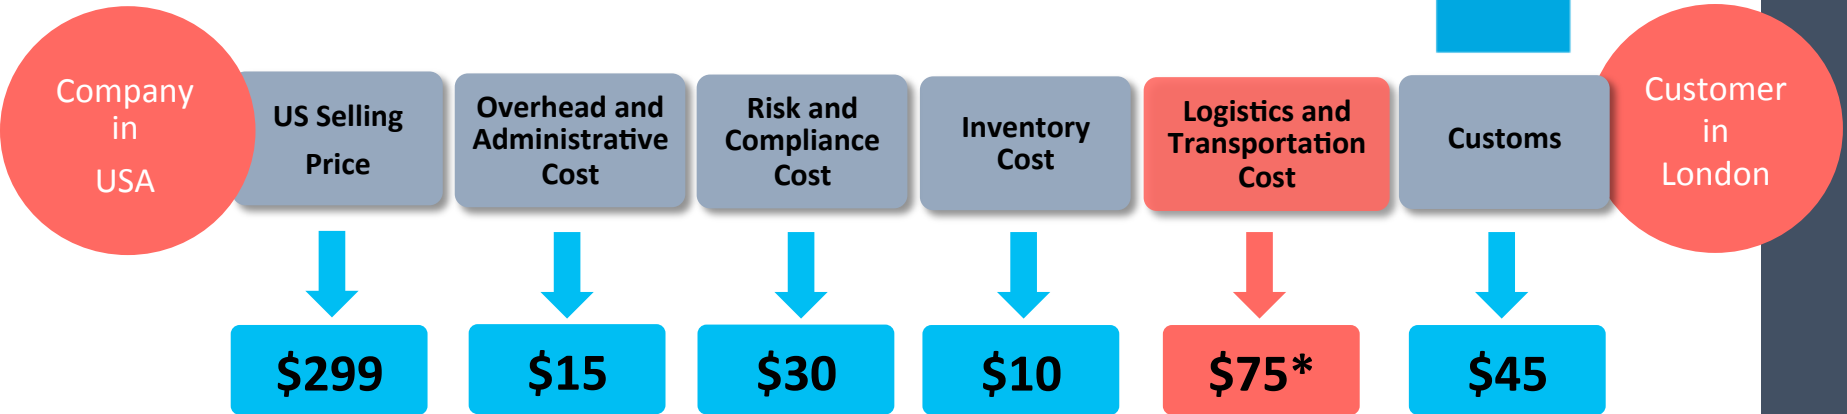 Company
in
USA
US Selling
Price
Overhead and
Administrative
Cost
Risk and
Compliance
Cost
Inventory
Cost
Logistics and
Transportation
Cost
Customs
Customer
in
London
$299
$15
$30
$10
$75*
$45